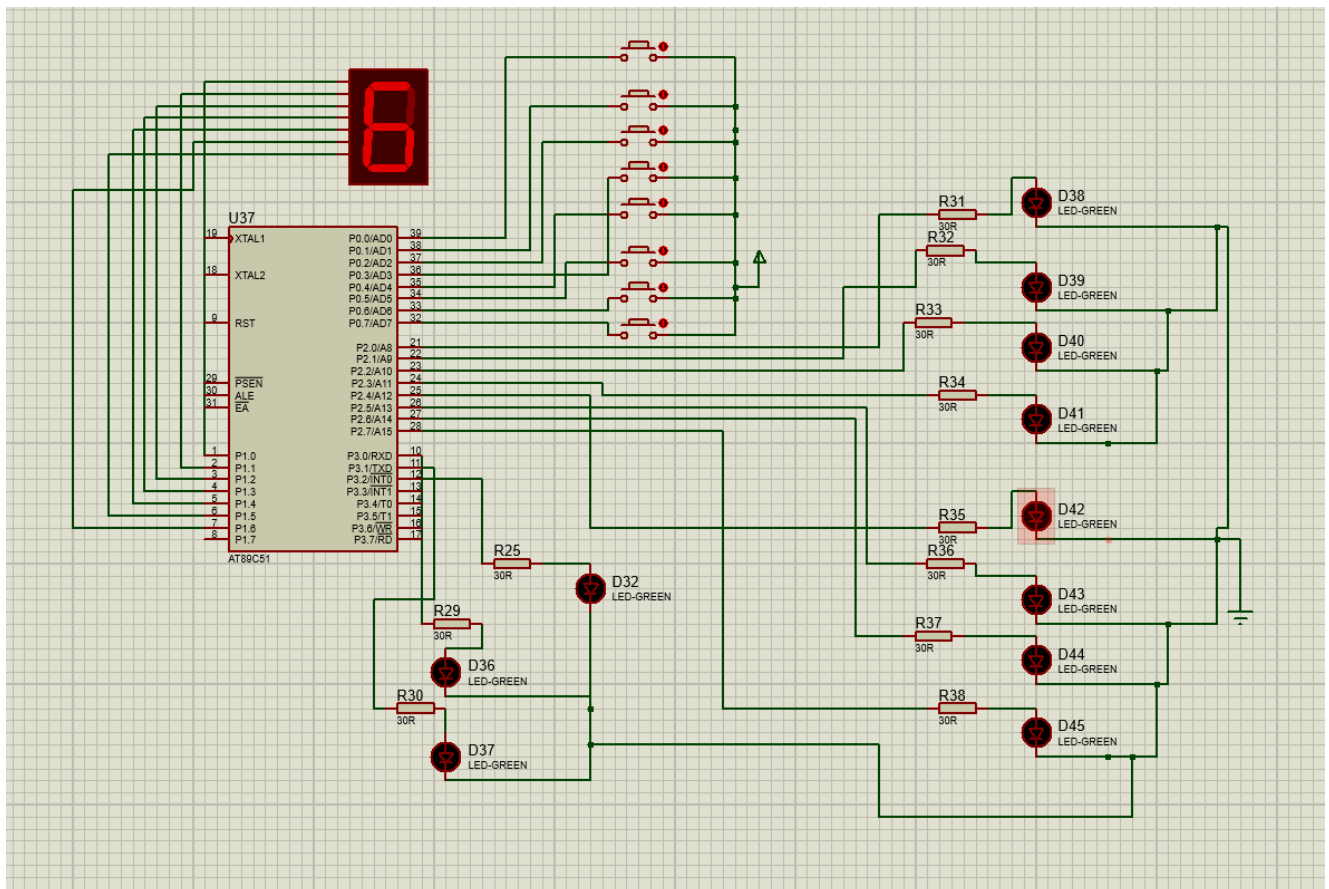 U37
19 XTAL1
18 XTAL2
9 RST
29 PSEN
30 ALE
31 EA
1 P1.0
2 P1.1
3 P1.2
4 P1.3
5 P1.4
6 P1.5
7 P1.6
8 P1.7
P0.0/AD0 39
P0.1/AD1 38
P0.2/AD2 37
P0.3/AD3 36
P0.4/AD4 35
P0.5/AD5 34
P0.6/AD6 33
P0.7/AD7 32
P2.0/A8 21
P2.1/A9 22
P2.2/A10 23
P2.3/A11 24
P2.4/A12 25
P2.5/A13 26
P2.6/A14 27
P2.7/A15 28
P3.0/RXD 10
P3.1/TXD 11
P3.2/INT0 12
P3.3/INT1 13
P3.4/T0 14
P3.5/T1 15
P3.6/WR 16
P3.7/RD 17
AT89C51
R25
30R
D32
LED-GREEN
R29
30R
D36
LED-GREEN
R30
30R
D37
LED-GREEN
R31
30R
D38
LED-GREEN
R32
30R
D39
LED-GREEN
R33
30R
D40
LED-GREEN
R34
30R
D41
LED-GREEN
R35
30R
D42
LED-GREEN
R36
30R
D43
LED-GREEN
R37
30R
D44
LED-GREEN
R38
30R
D45
LED-GREEN